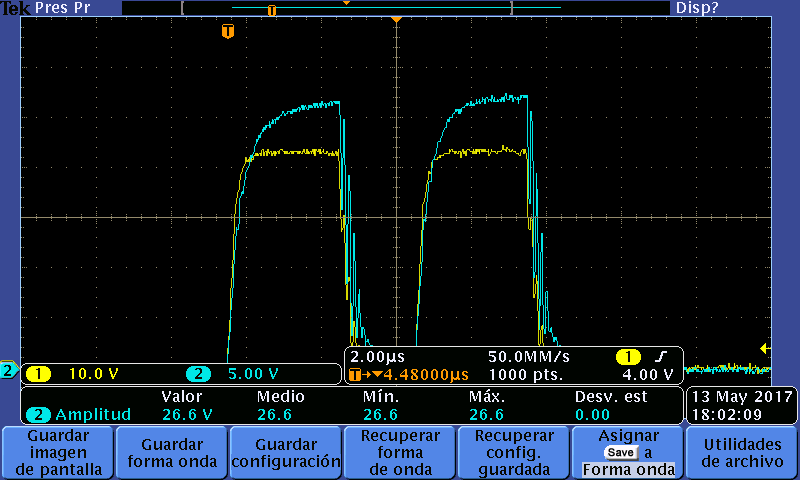 Tek Pres Pr Disp?
T
T
2
1 10.0 V 2 5.00 V
2.00µs 50.0MM/s 1
T→▼4.48000µs 1000 pts. 4.00 V
Valor Medio Mín. Máx. Desv. est
2 Amplitud 26.6 V 26.6 26.6 26.6 0.00
13 May 2017
18:02:09
Guardar
imagen
de pantalla
Guardar
forma onda
Guardar
configuración
Recuperar
forma
de onda
Recuperar
config.
guardada
Asignar
Save a
Forma onda
Utilidades
de archivo